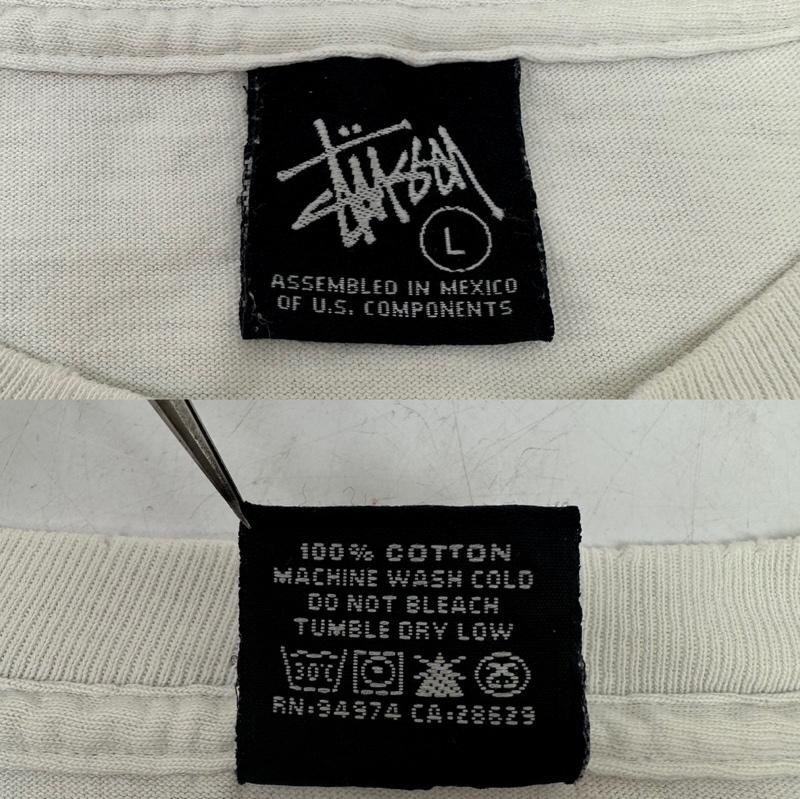 Stüssy
L
ASSEMBLED IN MEXICO
OF U.S. COMPONENTS
100% COTTON
MACHINE WASH COLD
DO NOT BLEACH
TUMBLE DRY LOW
30C
RN:94974 CA:28629